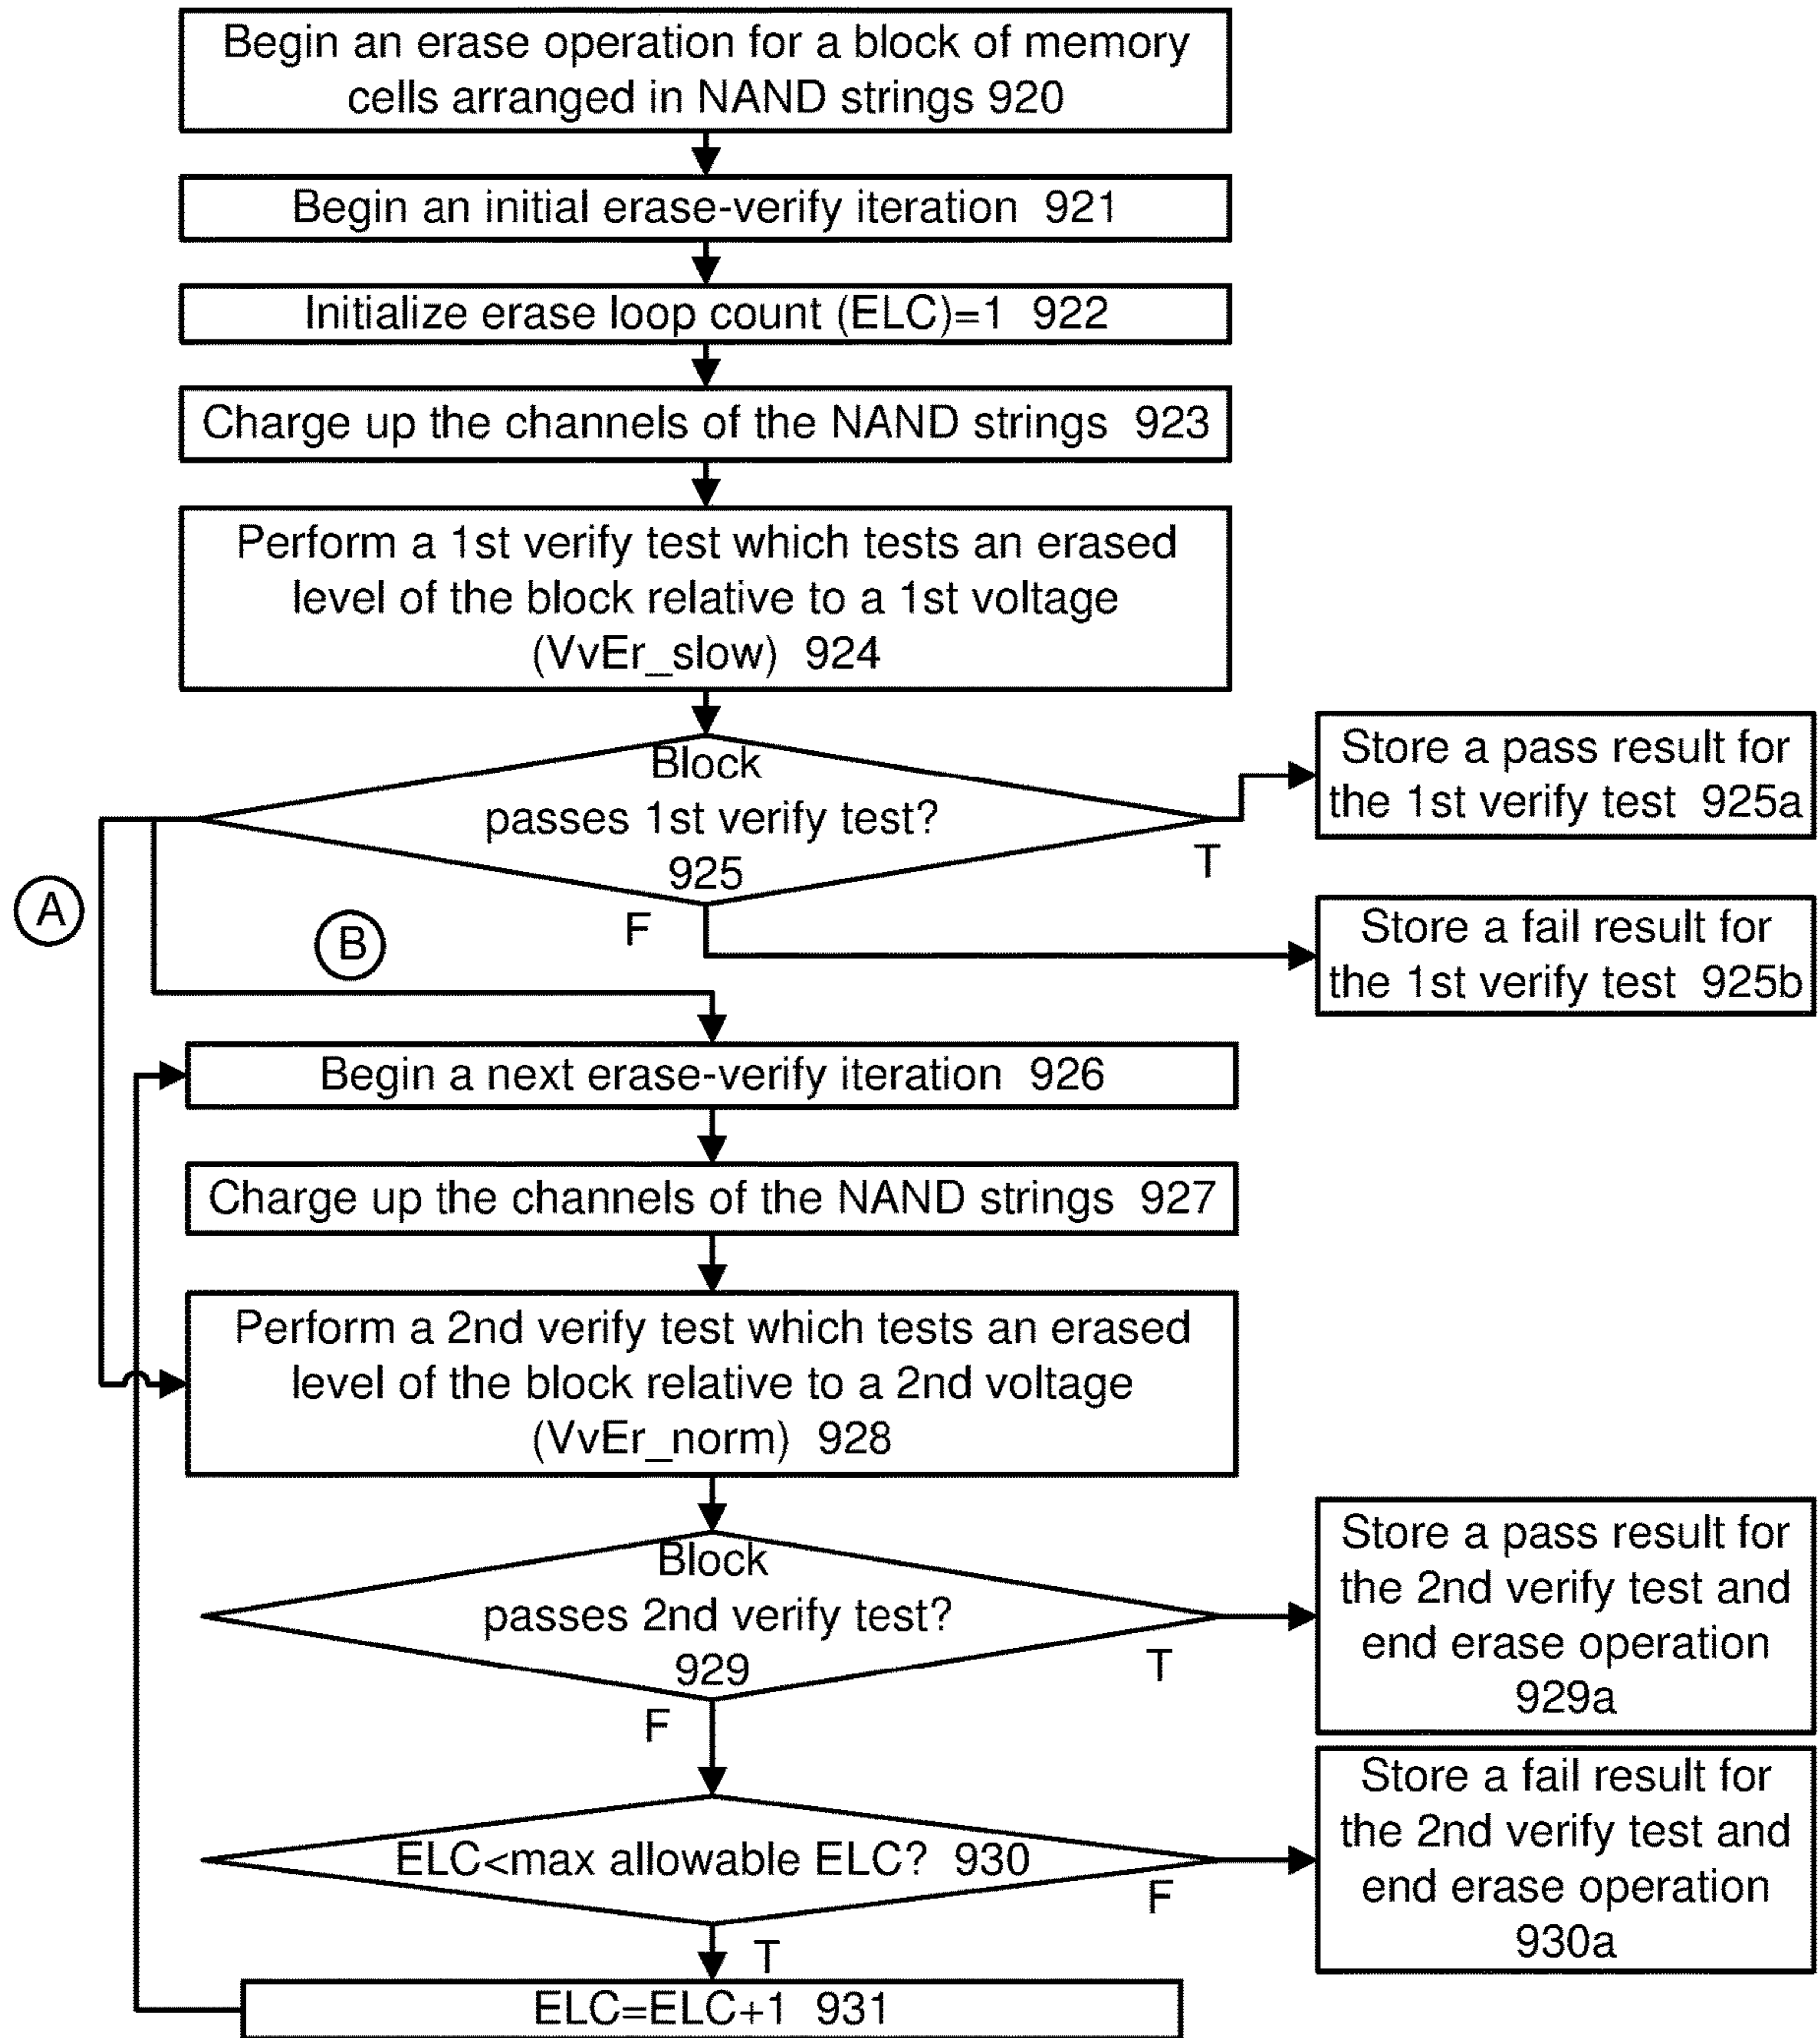 Begin an erase operation for a block of memory
cells arranged in NAND strings 920
Begin an initial erase-verify iteration 921
Initialize erase loop count (ELC)=1 922
Charge up the channels of the NAND strings 923
Perform a 1st verify test which tests an erased
level of the block relative to a 1st voltage
(VvEr_slow) 924
Block
passes 1st verify test?
925
T
F
Store a pass result for
the 1st verify test 925a
Store a fail result for
the 1st verify test 925b
A
B
Begin a next erase-verify iteration 926
Charge up the channels of the NAND strings 927
Perform a 2nd verify test which tests an erased
level of the block relative to a 2nd voltage
(VvEr_norm) 928
Block
passes 2nd verify test?
929
T
F
Store a pass result for
the 2nd verify test and
end erase operation
929a
ELC<max allowable ELC? 930
F
T
Store a fail result for
the 2nd verify test and
end erase operation
930a
ELC=ELC+1 931